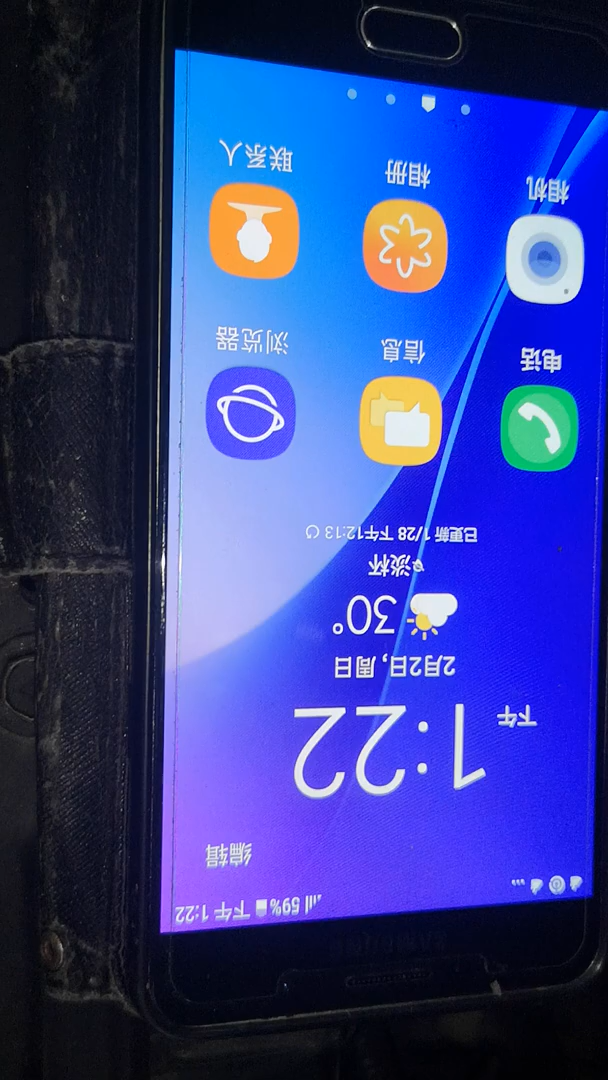 59% 下午 1:22
编辑
下午 1:22
2月2日, 周日
30°
淡杯
已更新 1/28 下午12:13
电话 信息 浏览器
相机 相册 联系人